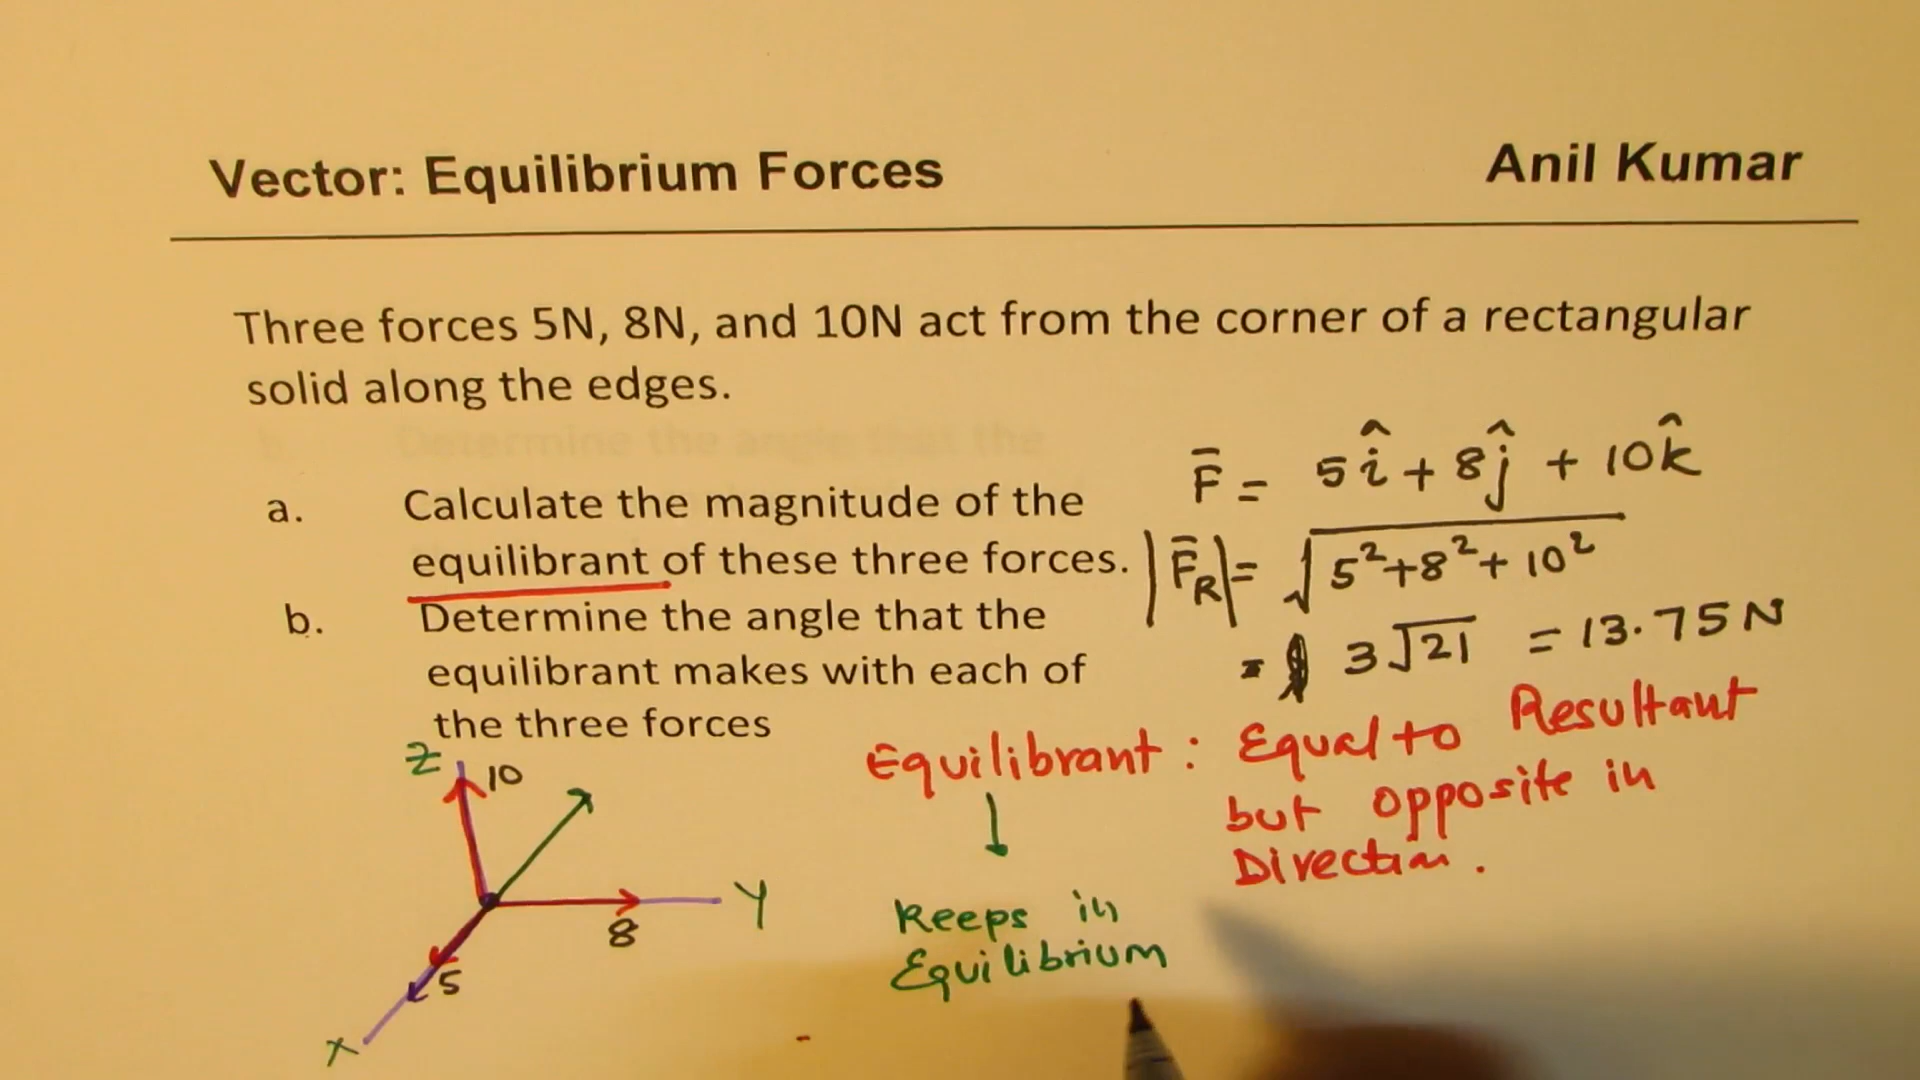 Vector: Equilibrium Forces
Anil Kumar
Three forces 5N, 8N, and 10N act from the corner of a rectangular
solid along the edges.
a. Calculate the magnitude of the
equilibrant of these three forces.
b. Determine the angle that the
equilibrant makes with each of
the three forces
F̅ = 5î + 8ĵ + 10k̂
|F̅_R| = √(5² + 8² + 10²)
= 3√21 = 13.75 N
Equilibrant : Equal to Resultant
but opposite in
Direction.
↓
Keeps in
Equilibrium
Z
10
Y
8
5
X